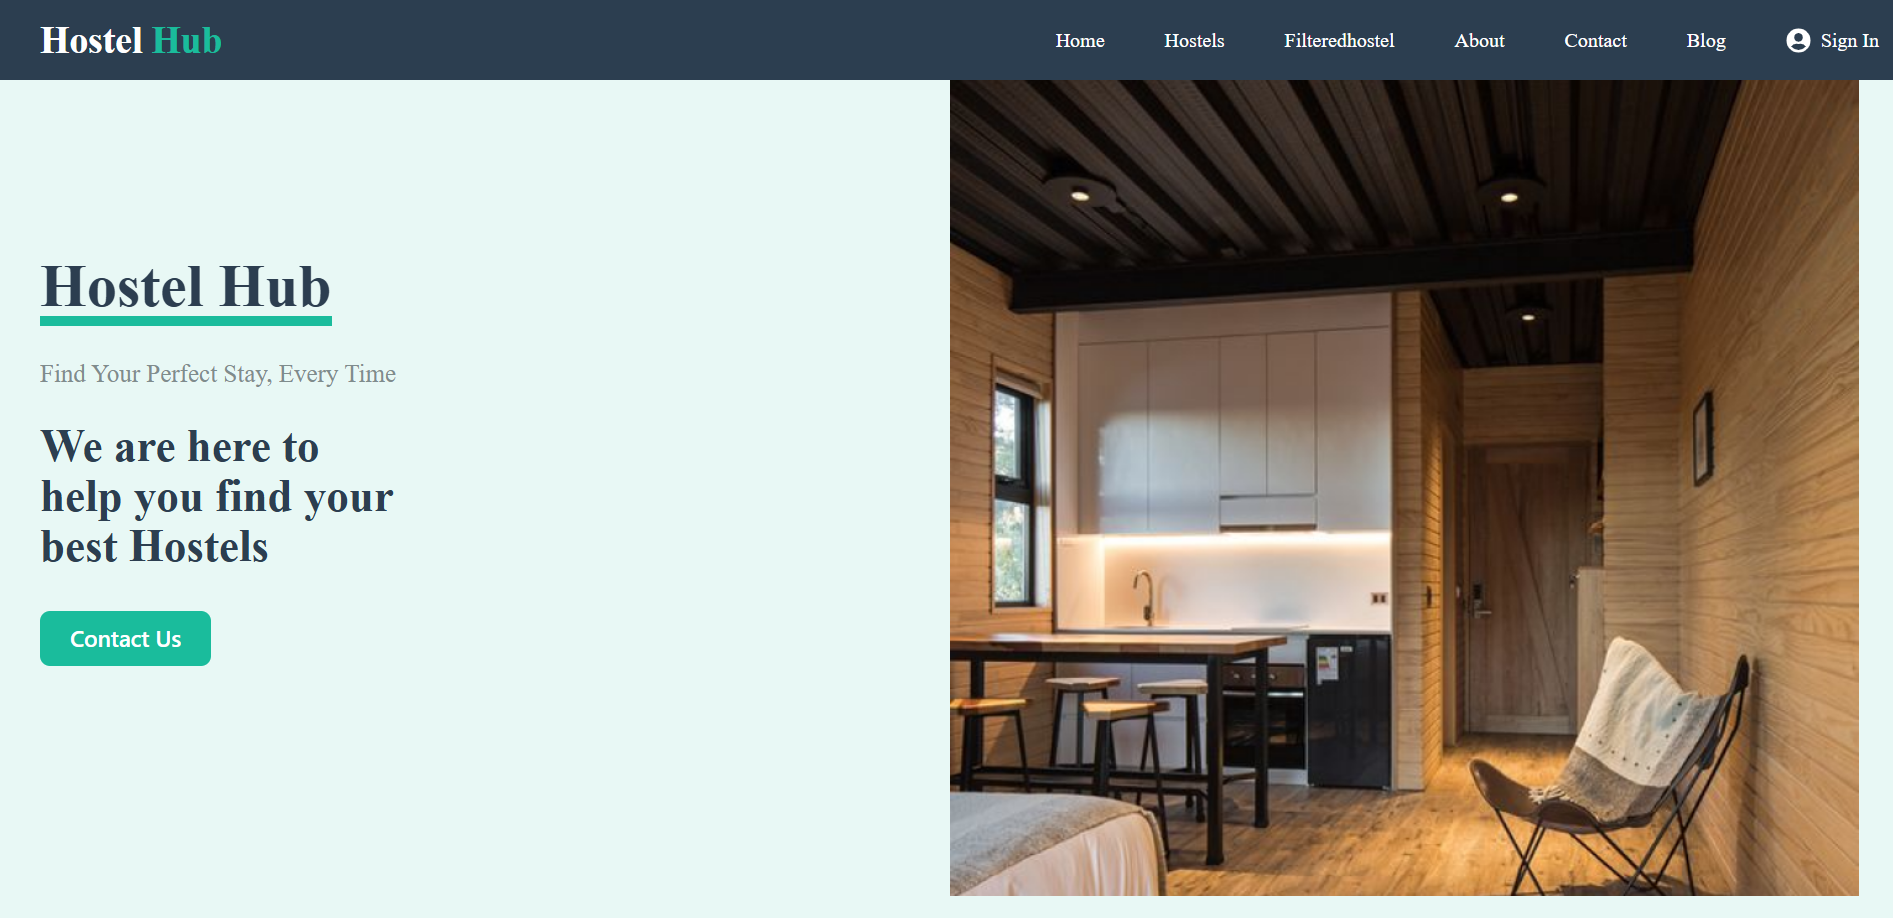 Hostel Hub
Home Hostels Filteredhostel About Contact Blog Sign In
Hostel Hub
Find Your Perfect Stay, Every Time
We are here to
help you find your
best Hostels
Contact Us